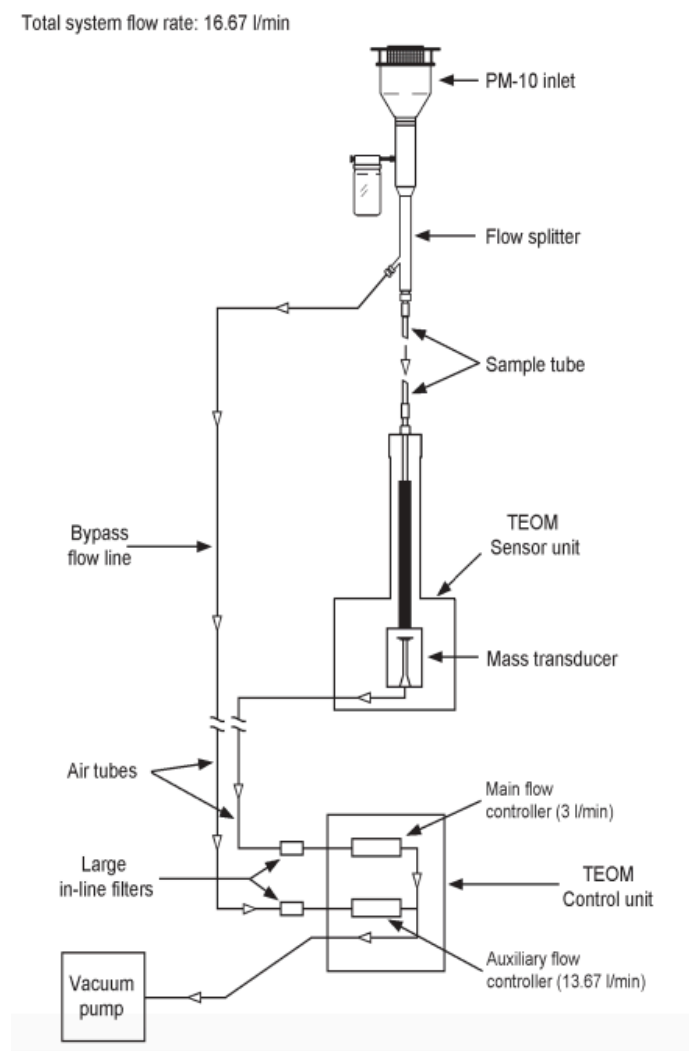 Total system flow rate: 16.67 l/min
PM-10 inlet
Flow splitter
Sample tube
TEOM
Sensor unit
Bypass
flow line
Mass transducer
Air tubes
Main flow
controller (3 l/min)
Large
in-line filters
TEOM
Control unit
Auxiliary flow
controller (13.67 l/min)
Vacuum
pump